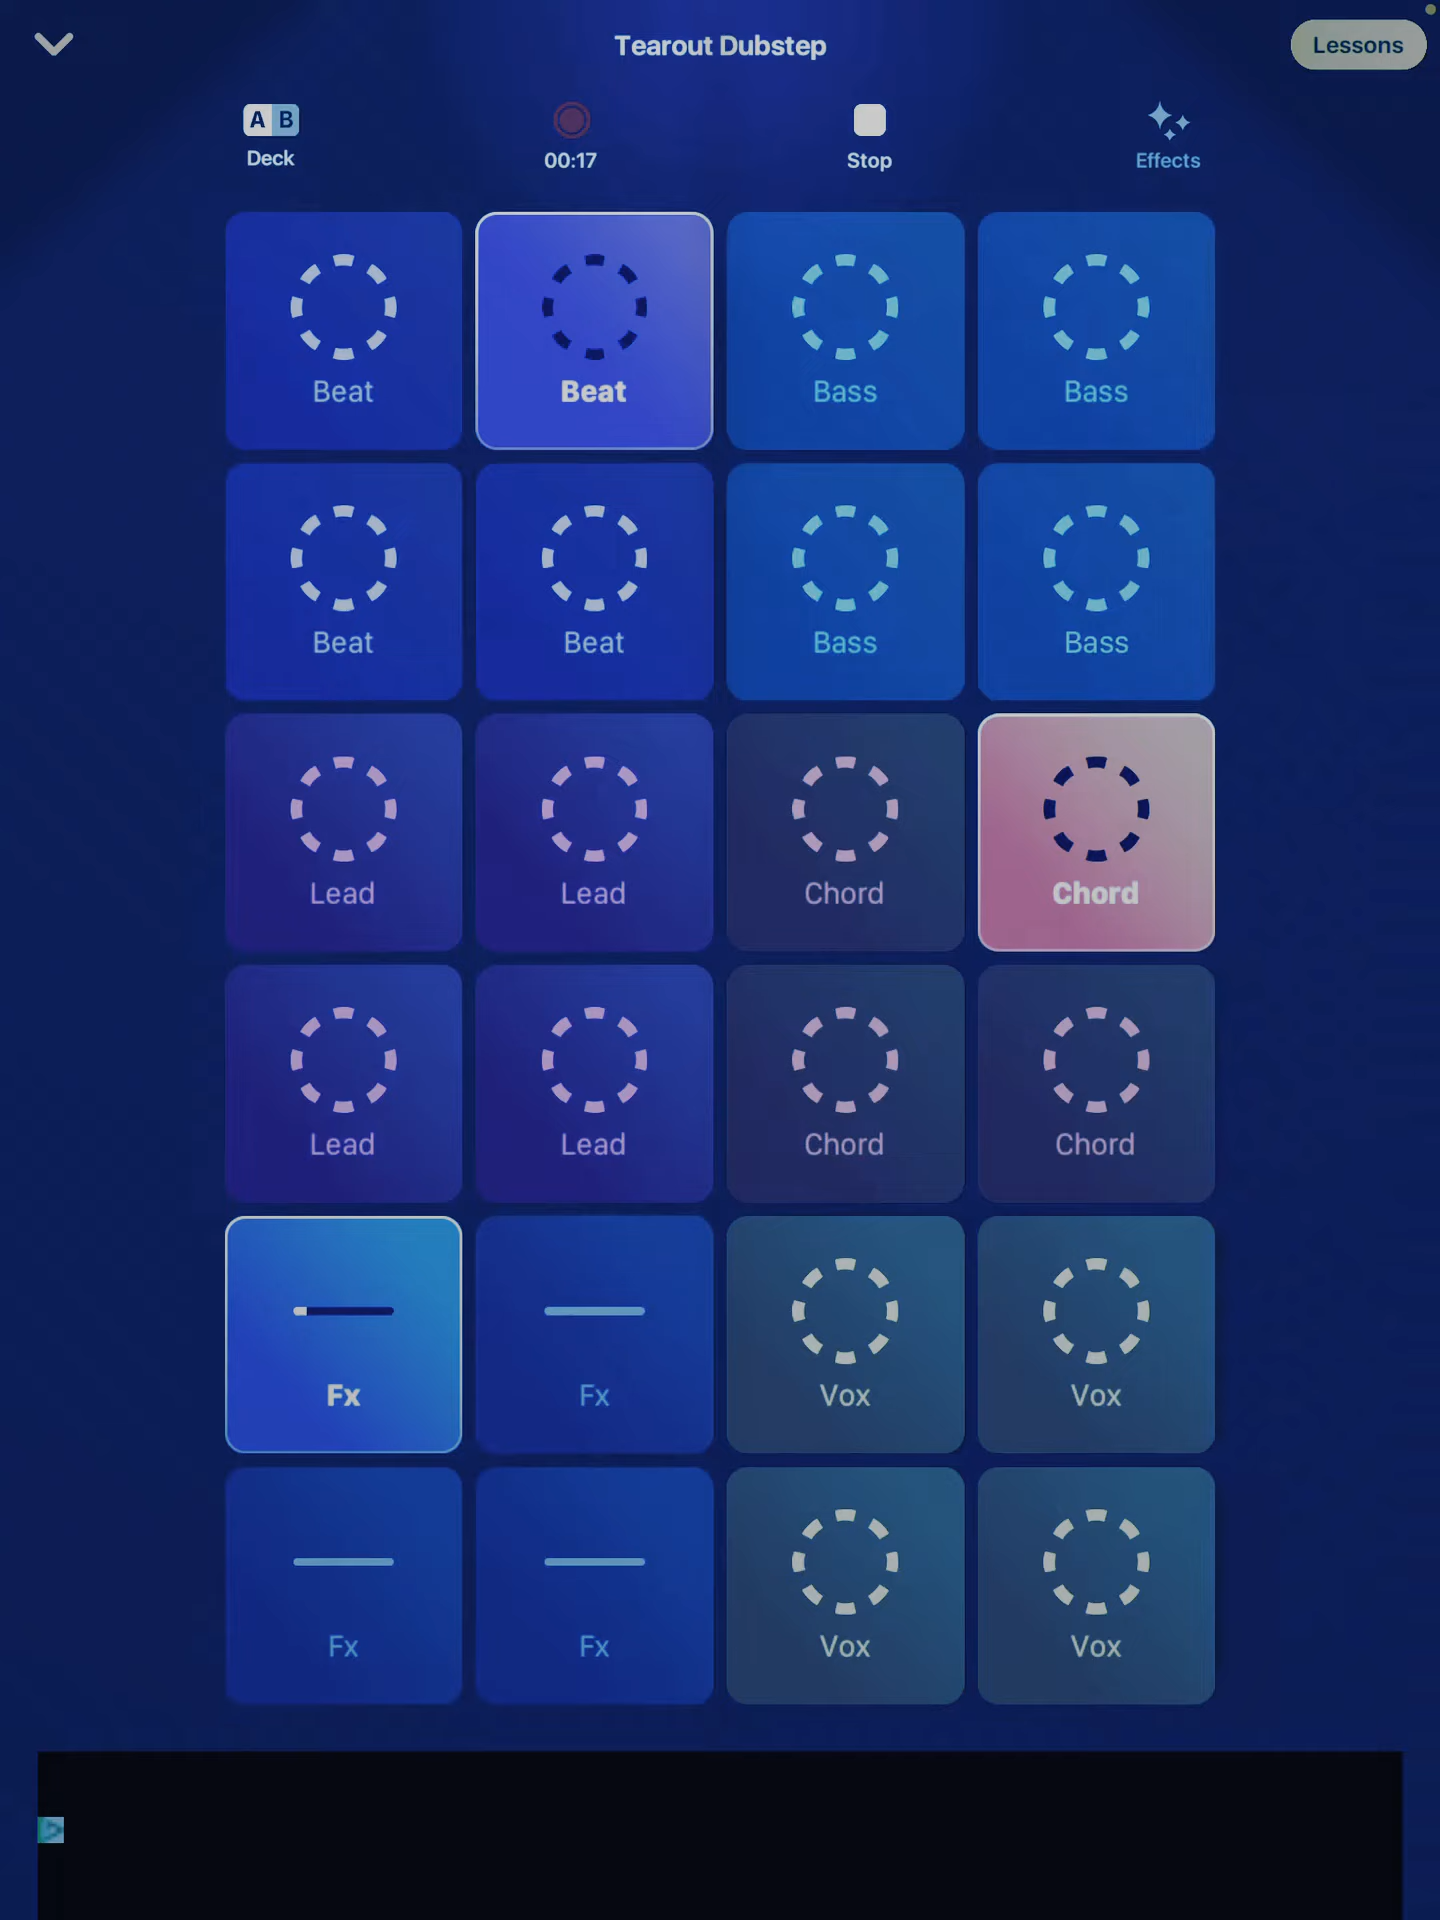 Tearout Dubstep
Lessons
A B
Deck
00:17
Stop
Effects
Beat
Beat
Bass
Bass
Beat
Beat
Bass
Bass
Lead
Lead
Chord
Chord
Lead
Lead
Chord
Chord
Fx
Fx
Vox
Vox
Fx
Fx
Vox
Vox